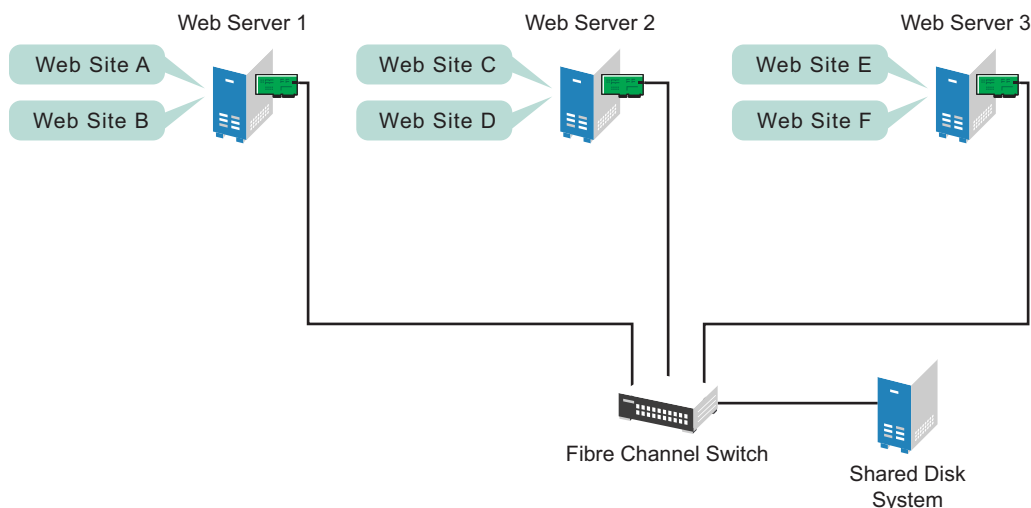 Web Server 1
Web Server 2
Web Server 3
Web Site A
Web Site C
Web Site E
Web Site B
Web Site D
Web Site F
Fibre Channel Switch
Shared Disk
System